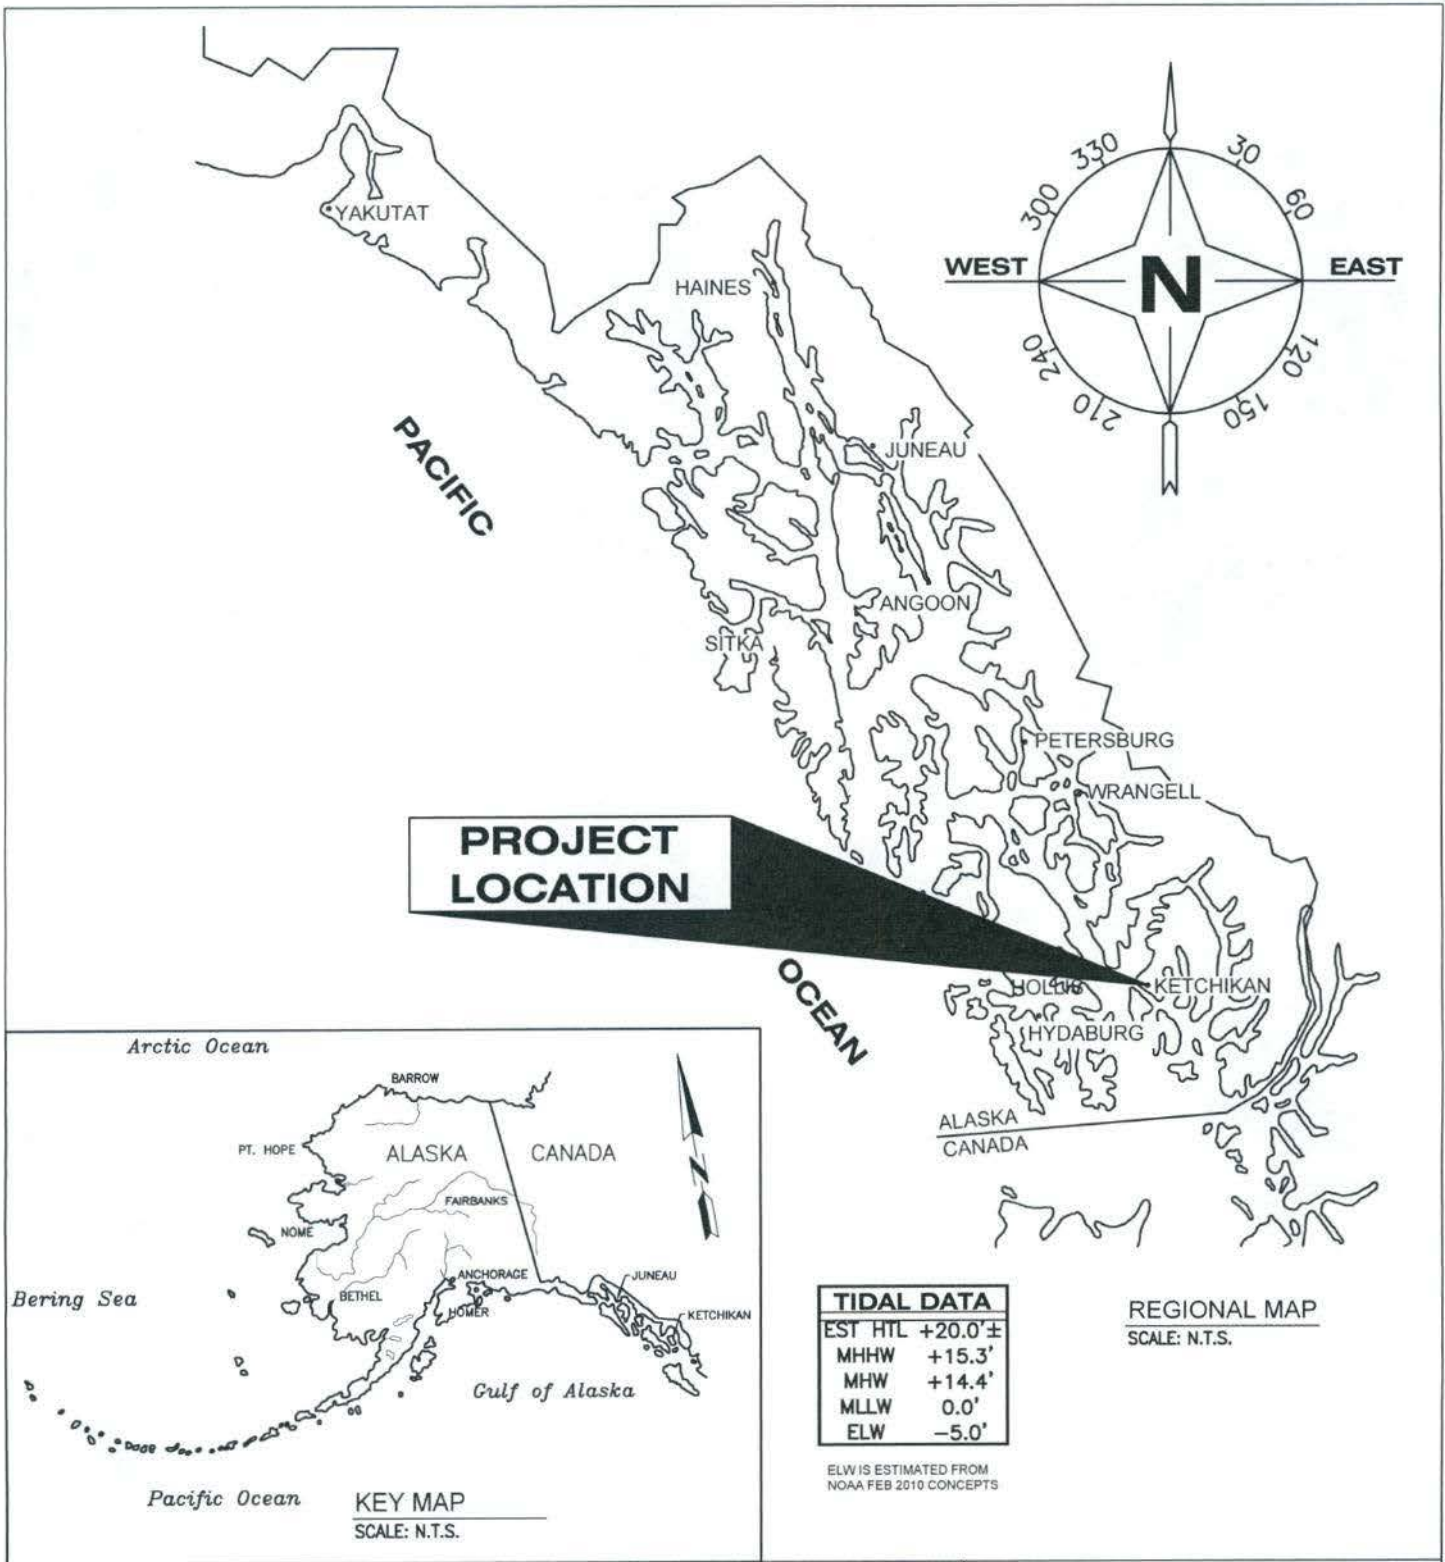 YAKUTAT
HAINES
JUNEAU
PACIFIC
ANGOON
SITKA
PETERSBURG
WRANGELL
PROJECT
LOCATION
OCEAN
HOLLIS
KETCHIKAN
HYDABURG
ALASKA
CANADA
330
30
300
60
WEST
N
EAST
240
120
210
150
Arctic Ocean
BARROW
PT. HOPE
ALASKA
CANADA
N
FAIRBANKS
NOME
ANCHORAGE
JUNEAU
Bering Sea
BETHEL
HOMER
KETCHIKAN
Gulf of Alaska
Pacific Ocean
KEY MAP
SCALE: N.T.S.
TIDAL DATA
EST HTL +20.0'±
MHHW +15.3'
MHW +14.4'
MLLW 0.0'
ELW -5.0'
ELW IS ESTIMATED FROM
NOAA FEB 2010 CONCEPTS
REGIONAL MAP
SCALE: N.T.S.